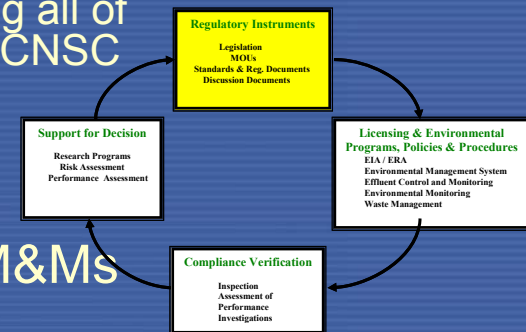 g all of
CNSC
Regulatory Instruments
Legislation
MOUs
Standards & Reg. Documents
Discussion Documents
Support for Decision
Research Programs
Risk Assessment
Performance Assessment
Licensing & Environmental
Programs, Policies & Procedures
EIA / ERA
Environmental Management System
Effluent Control and Monitoring
Environmental Monitoring
Waste Management
M&Ms
Compliance Verification
Inspection
Assessment of
Performance
Investigations